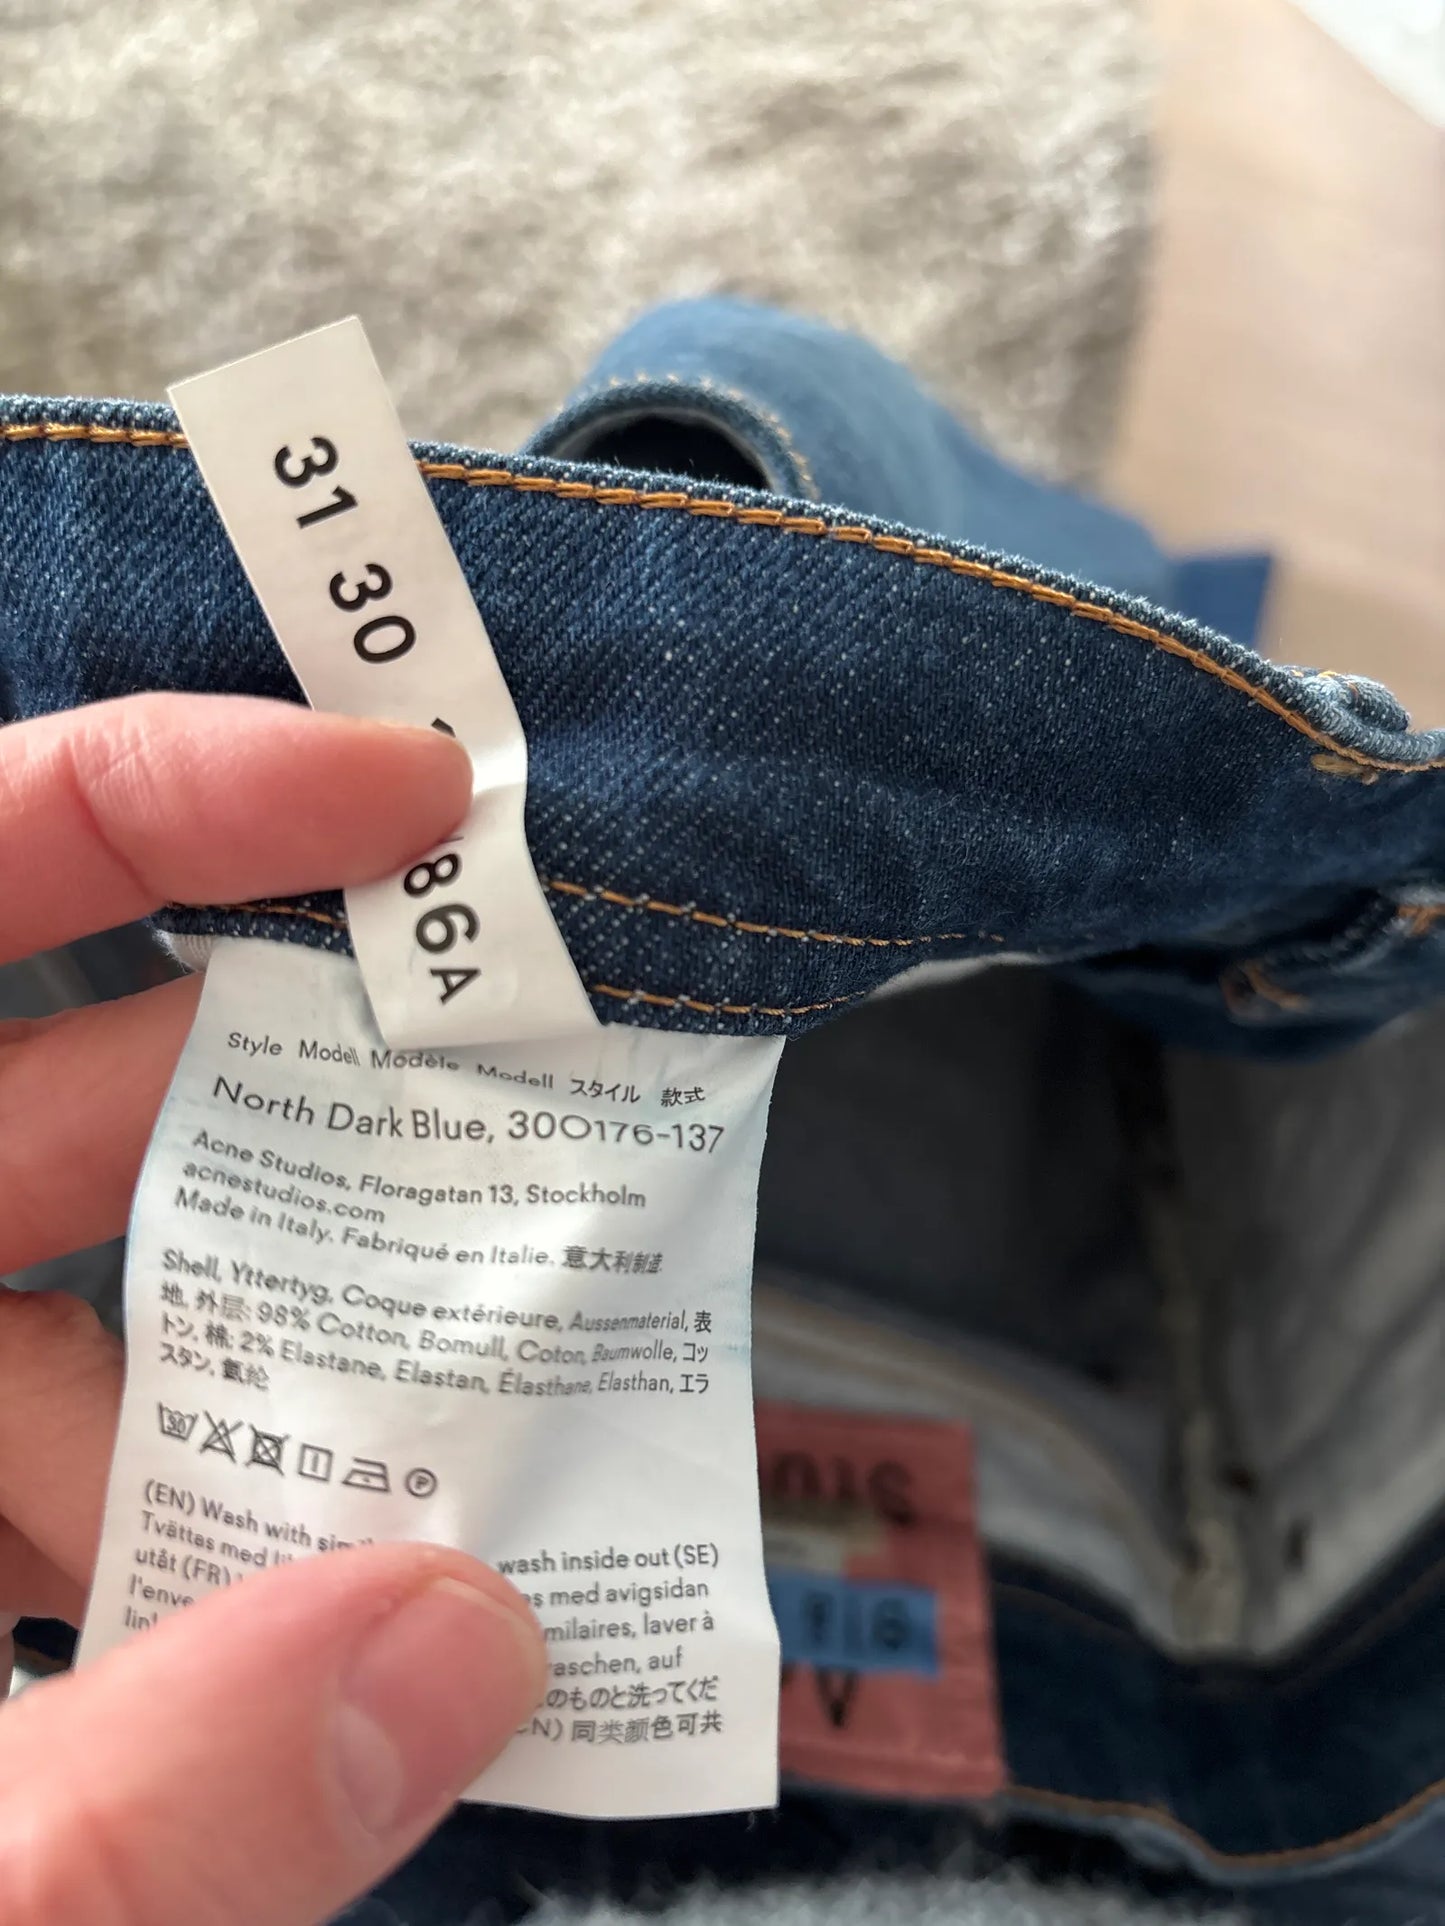 31 30
86A
Style Modell Modèle Modell スタイル 款式
North Dark Blue, 30O176-137
Acne Studios, Floragatan 13, Stockholm
acnestudios.com
Made in Italy. Fabriqué en Italie. 意大利制造
Shell, Yttertyg, Coque extérieure, Aussenmaterial, 表
地, 外层: 98% Cotton, Bomull, Coton, Baumwolle, コッ
トン, 棉; 2% Elastane, Elastan, Élasthane, Elasthan, エラ
スタン, 氨纶
30 P
(EN) Wash with wash inside out (SE)
Tvättas med med avigsidan
utåt (FR) milaires, laver à
l'enve raschen, auf
のものと洗ってくだ
同类颜色可共